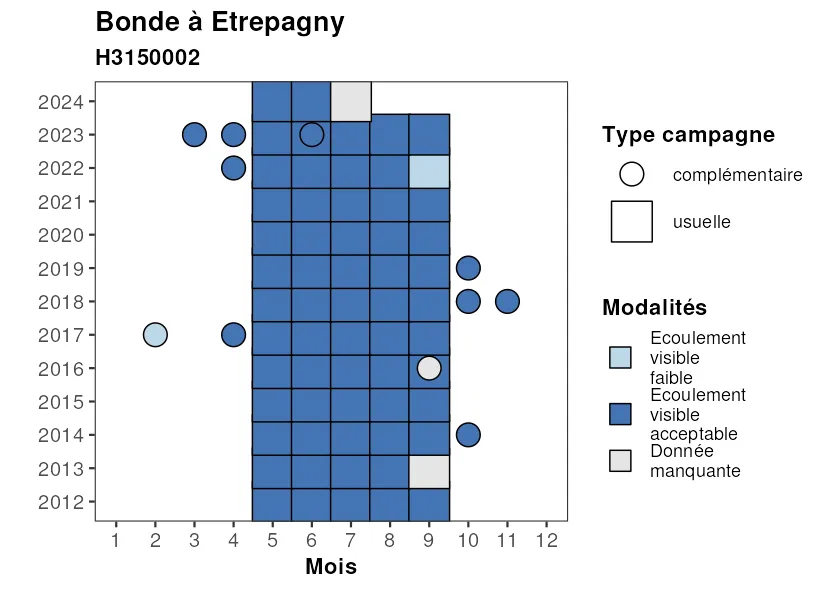 Bonde à Etrepagny
H3150002
2024
2023
2022
2021
2020
2019
2018
2017
2016
2015
2014
2013
2012
1 2 3 4 5 6 7 8 9 10 11 12
Mois
Type campagne
complémentaire
usuelle
Modalités
Ecoulement
visible
faible
Ecoulement
visible
acceptable
Donnée
manquante